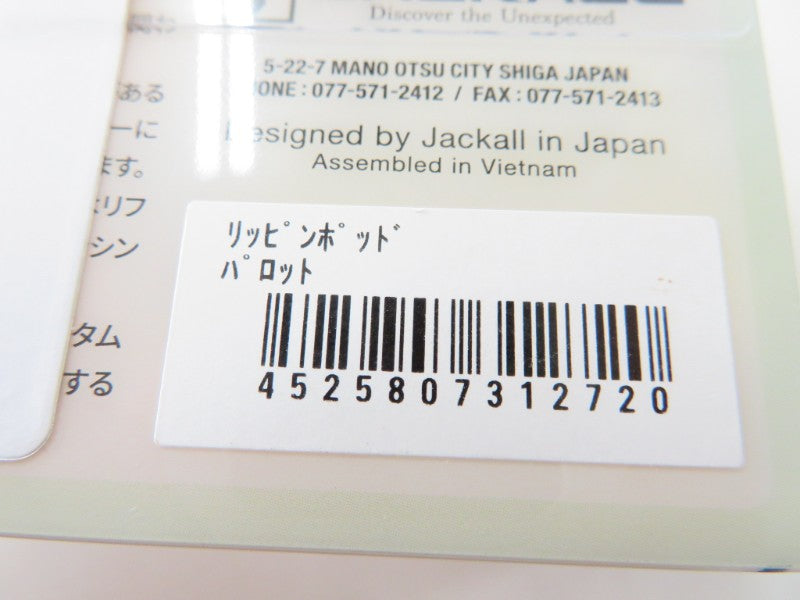 Discover the Unexpected
5-22-7 MANO OTSU CITY SHIGA JAPAN
PHONE : 077-571-2412 / FAX : 077-571-2413
Designed by Jackall in Japan
Assembled in Vietnam
ある
ーに
ます。
リフ
シン
タム
する
ﾘｯﾋﾟﾝﾎﾟｯﾄﾞ
ﾊﾟﾛｯﾄ
4525807312720